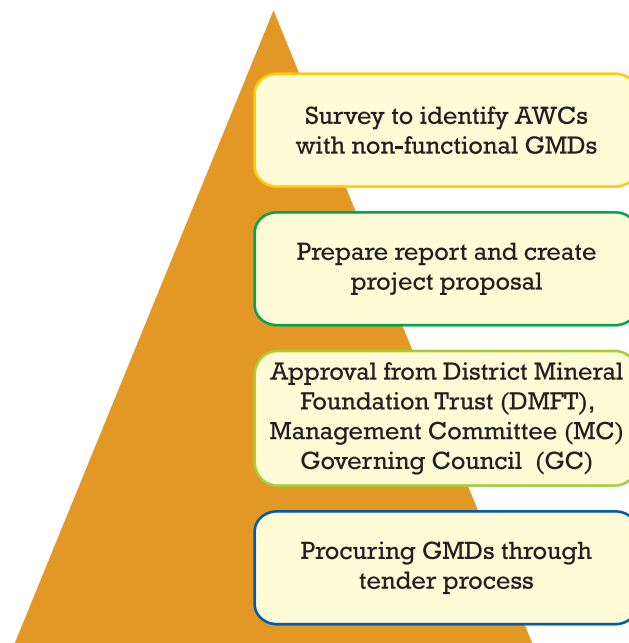 Survey to identify AWCs
with non-functional GMDs
Prepare report and create
project proposal
Approval from District Mineral
Foundation Trust (DMFT),
Management Committee (MC)
Governing Council (GC)
Procuring GMDs through
tender process